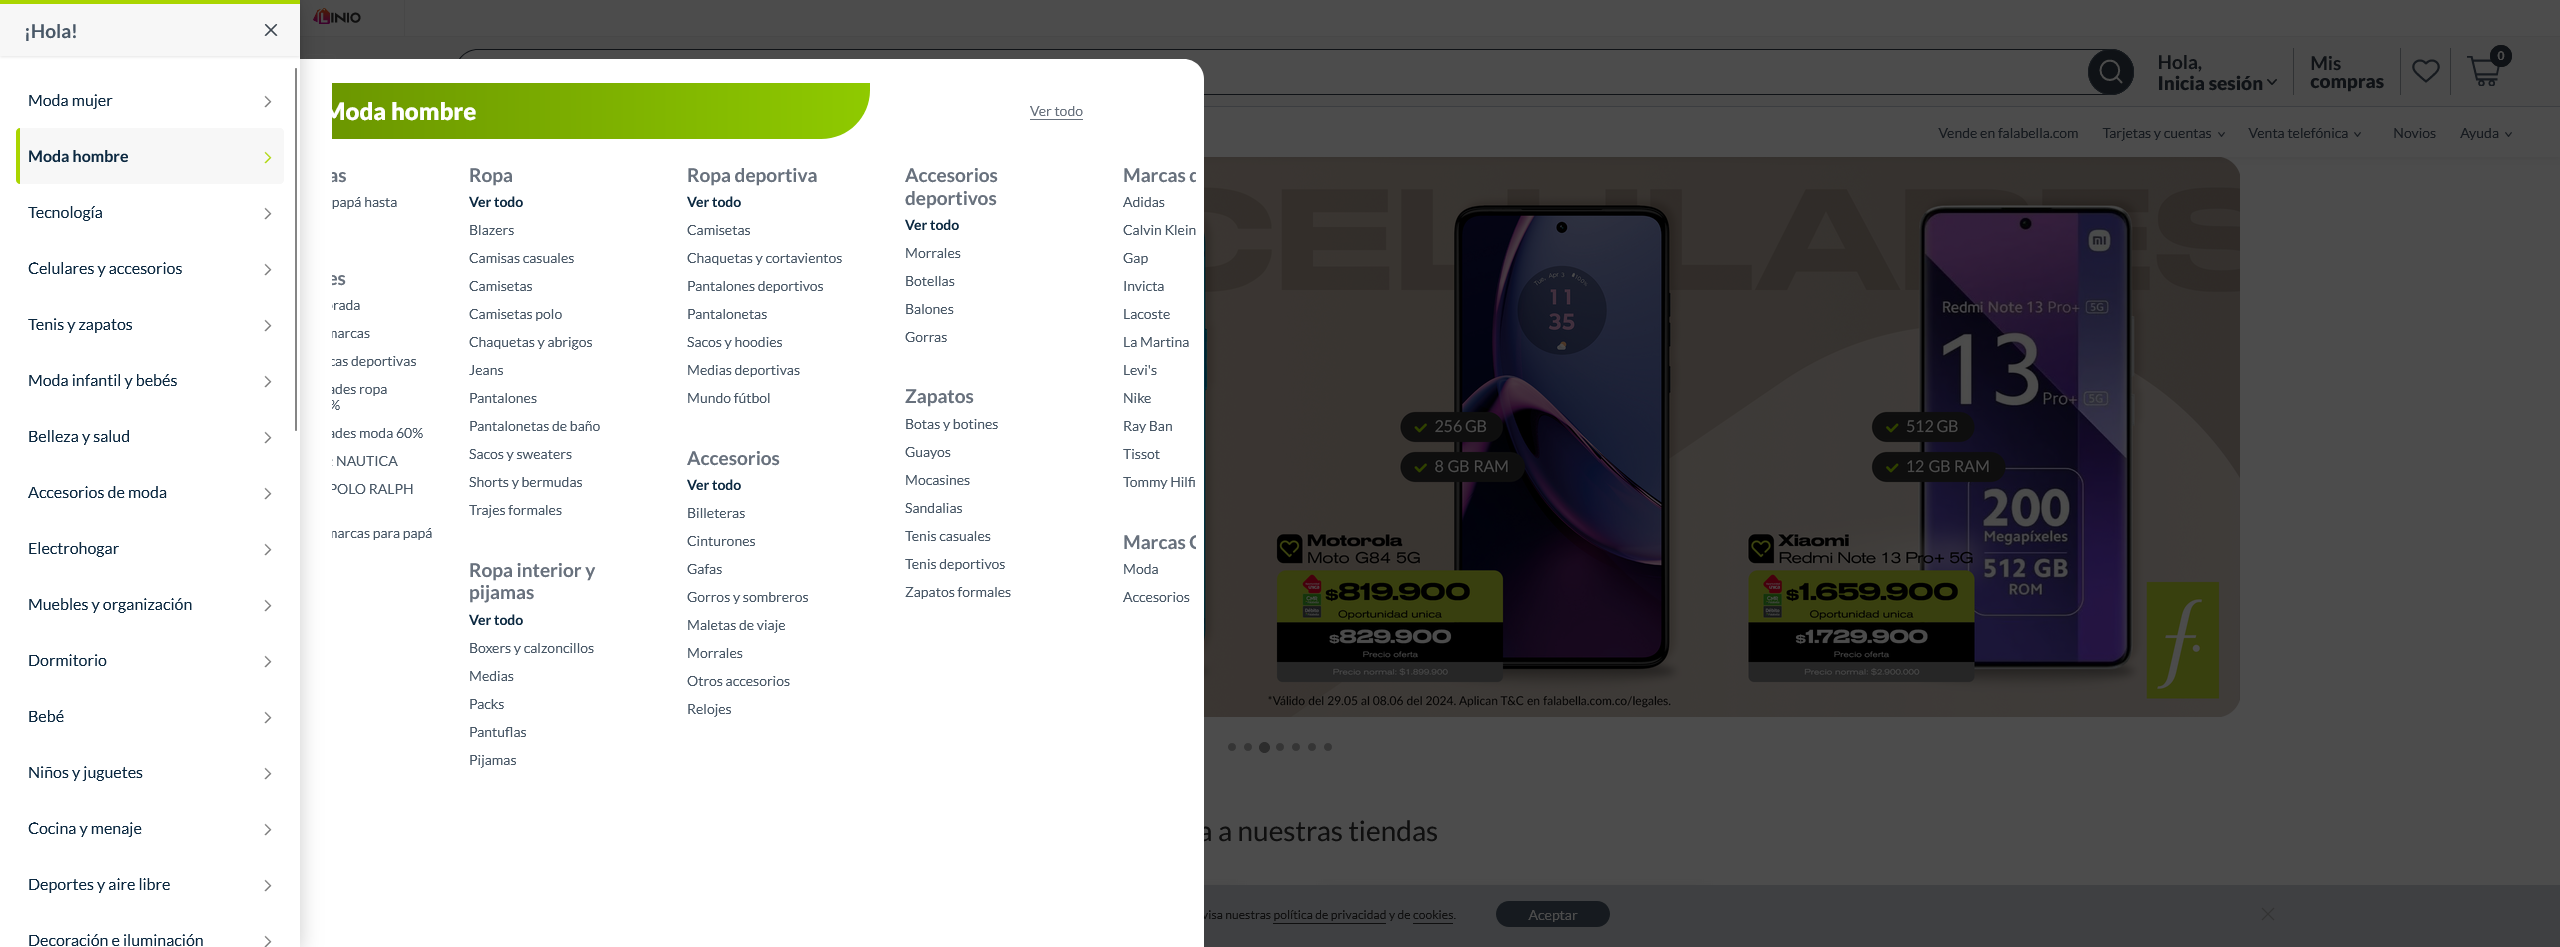 ¡Hola!
Moda mujer
Moda hombre
Tecnología
Celulares y accesorios
Tenis y zapatos
Moda infantil y bebés
Belleza y salud
Accesorios de moda
Electrohogar
Muebles y organización
Dormitorio
Bebé
Niños y juguetes
Cocina y menaje
Deportes y aire libre
Decoración e iluminación
LINIO
Moda hombre
Ver todo
papá hasta
deportivas
ropa
%
moda 60%
NAUTICA
POLO RALPH
marcas para papá
Ropa
Ver todo
Blazers
Camisas casuales
Camisetas
Camisetas polo
Chaquetas y abrigos
Jeans
Pantalones
Pantalonetas de baño
Sacos y sweaters
Shorts y bermudas
Trajes formales
Ropa interior y
pijamas
Ver todo
Boxers y calzoncillos
Medias
Packs
Pantuflas
Pijamas
Ropa deportiva
Ver todo
Camisetas
Chaquetas y cortavientos
Pantalones deportivos
Pantalonetas
Sacos y hoodies
Medias deportivas
Mundo fútbol
Accesorios
Ver todo
Billeteras
Cinturones
Gafas
Gorros y sombreros
Maletas de viaje
Morrales
Otros accesorios
Relojes
Accesorios
deportivos
Ver todo
Morrales
Botellas
Balones
Gorras
Zapatos
Botas y botines
Guayos
Mocasines
Sandalias
Tenis casuales
Tenis deportivos
Zapatos formales
Marcas
Adidas
Calvin Klein
Gap
Invicta
Lacoste
La Martina
Levi's
Nike
Ray Ban
Tissot
Tommy Hilfi
Marcas
Moda
Accesorios
Hola,
Inicia sesión
Mis
compras
0
Vende en falabella.com
Tarjetas y cuentas
Venta telefónica
Novios
Ayuda
CELULARES
11
35
256 GB
8 GB RAM
Motorola
Moto G84 5G
$819.900
Oportunidad unica
$829.900
Precio oferta
Precio normal: $1.699.900
Redmi Note 13 Pro+ 5G
13
Pro+ 5G
512 GB
12 GB RAM
200
Megapíxeles
512 GB
ROM
Xiaomi
Redmi Note 13 Pro+ 5G
$1.659.900
Oportunidad unica
$1.729.900
Precio oferta
Precio normal: $2.900.000
f.
*Válido del 29.05 al 08.06 del 2024. Aplican T&C en falabella.com.co/legales.
a a nuestras tiendas
visa nuestras política de privacidad y de cookies.
Aceptar